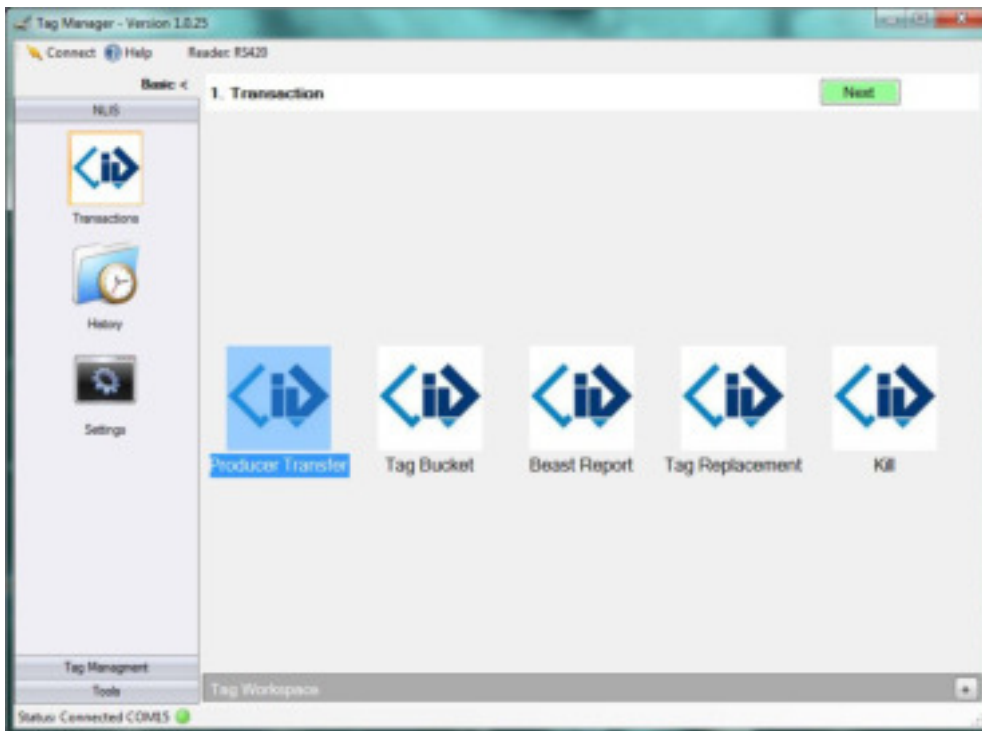 Tag Manager - Version 1.0.25
Connect Help Reader: RS420
Basic <
NLIS
1. Transaction
Next
Transactions
History
Settings
Producer Transfer
Tag Bucket
Beast Report
Tag Replacement
Kill
Tag Managment
Tools
Tag Workspace
Status: Connected COM15